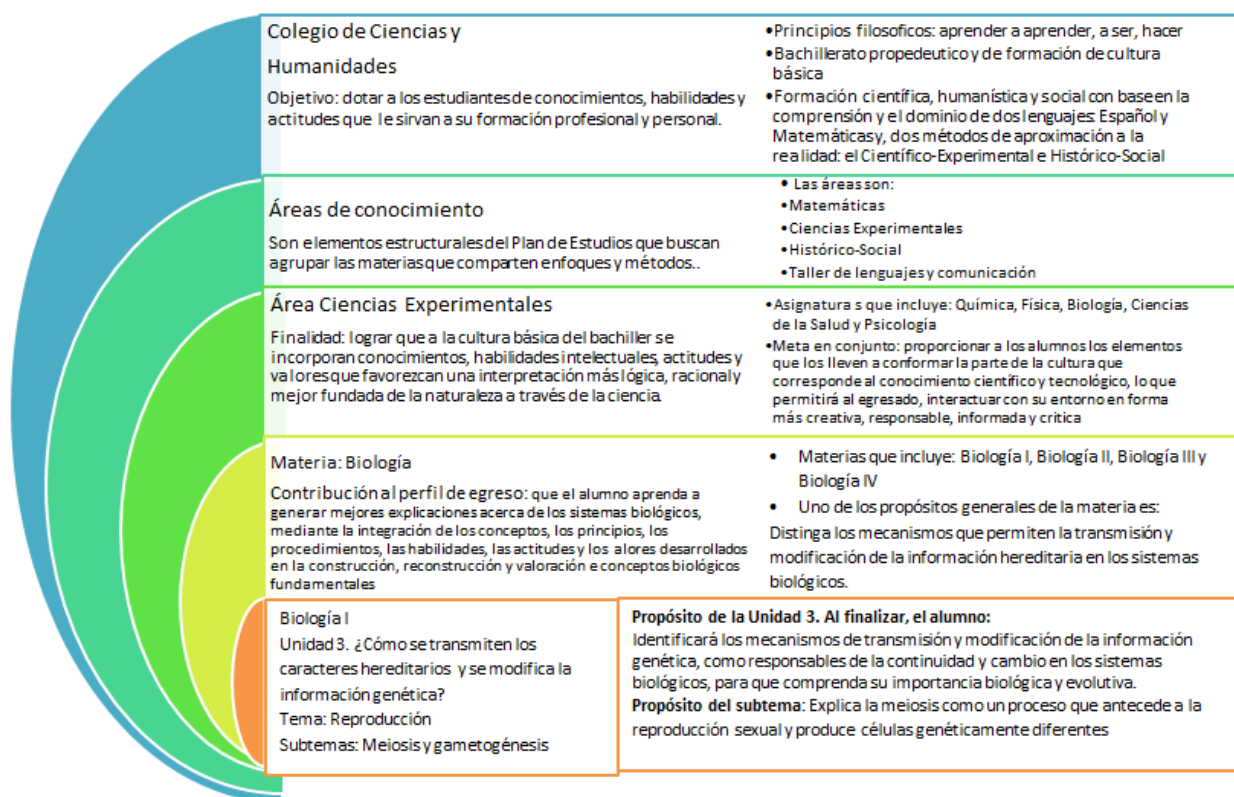 Colegio de Ciencias y
Humanidades
Objetivo: dotar a los estudiantes de conocimientos, habilidades y
actitudes que le sirvan a su formación profesional y personal.
•Principios filosoficos: aprender a aprender, a ser, hacer
•Bachillerato propedeutico y de formación de cultura
básica
•Formación científica, humanística y social con base en la
comprensión y el dominio de dos lenguajes: Español y
Matemáticas y, dos métodos de aproximación a la
realidad: el Científico-Experimental e Histórico-Social
Áreas de conocimiento
Son elementos estructurales del Plan de Estudios que buscan
agrupar las materias que comparten enfoques y métodos..
• Las áreas son:
•Matemáticas
•Ciencias Experimentales
•Histórico-Social
•Taller de lenguajes y comunicación
Área Ciencias Experimentales
Finalidad: lograr que a la cultura básica del bachiller se
incorporan conocimientos, habilidades intelectuales, actitudes y
valores que favorezcan una interpretación más lógica, racional y
mejor fundada de la naturaleza a través de la ciencia.
•Asignatura s que incluye: Química, Física, Biología, Ciencias
de la Salud y Psicología
•Meta en conjunto: proporcionar a los alumnos los elementos
que los lleven a conformar la parte de la cultura que
corresponde al conocimiento científico y tecnológico, lo que
permitirá al egresado, interactuar con su entorno en forma
más creativa, responsable, informada y critica
Materia: Biología
Contribución al perfil de egreso: que el alumno aprenda a
generar mejores explicaciones acerca de los sistemas biológicos,
mediante la integración de los conceptos, los principios, los
procedimientos, las habilidades, las actitudes y los alores desarrollados
en la construcción, reconstrucción y valoración e conceptos biológicos
fundamentales
• Materias que incluye: Biología I, Biología II, Biología III y
Biología IV
• Uno de los propósitos generales de la materia es:
Distinga los mecanismos que permiten la transmisión y
modificación de la información hereditaria en los sistemas
biológicos.
Biología I
Unidad 3. ¿Cómo se transmiten los
caracteres hereditarios y se modifica la
información genética?
Tema: Reproducción
Subtemas: Meiosis y gametogénesis
Propósito de la Unidad 3. Al finalizar, el alumno:
Identificará los mecanismos de transmisión y modificación de la información
genética, como responsables de la continuidad y cambio en los sistemas
biológicos, para que comprenda su importancia biológica y evolutiva.
Propósito del subtema: Explica la meiosis como un proceso que antecede a la
reproducción sexual y produce células genéticamente diferentes